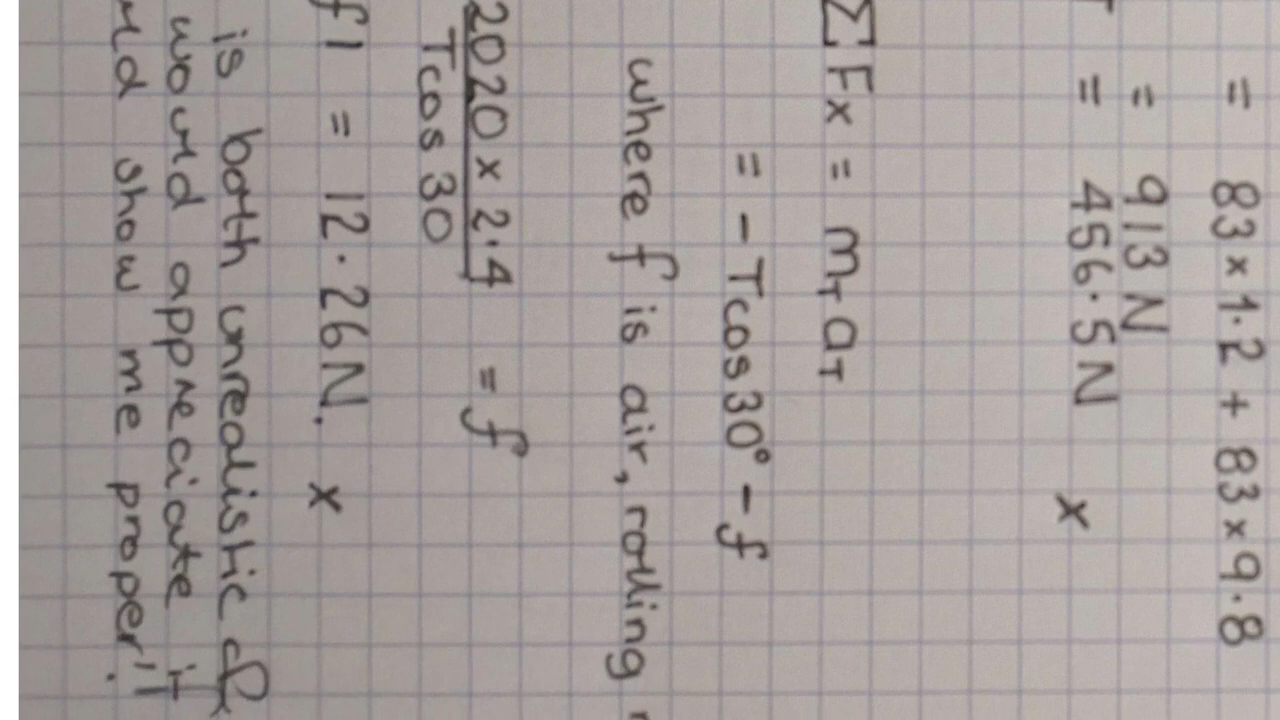 = 83 × 1.2 + 83 × 9.8
= 913 N
= 456.5 N ×
ΣFx = mT aT
= - Tcos30° - f
where f is air, rolling
2020 × 2.4 = f
Tcos 30
f1 = 12.26N. ×
is both unrealistic &
would appreciate it
show me proper!!